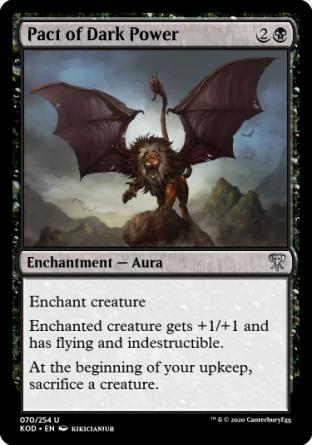 Pact of Dark Power 2
Enchantment — Aura
Enchant creature
Enchanted creature gets +1/+1 and
has flying and indestructible.
At the beginning of your upkeep,
sacrifice a creature.
070/254 U
KOD • EN KIKICIANJUR
™ & © 2020 CanterburyEgg